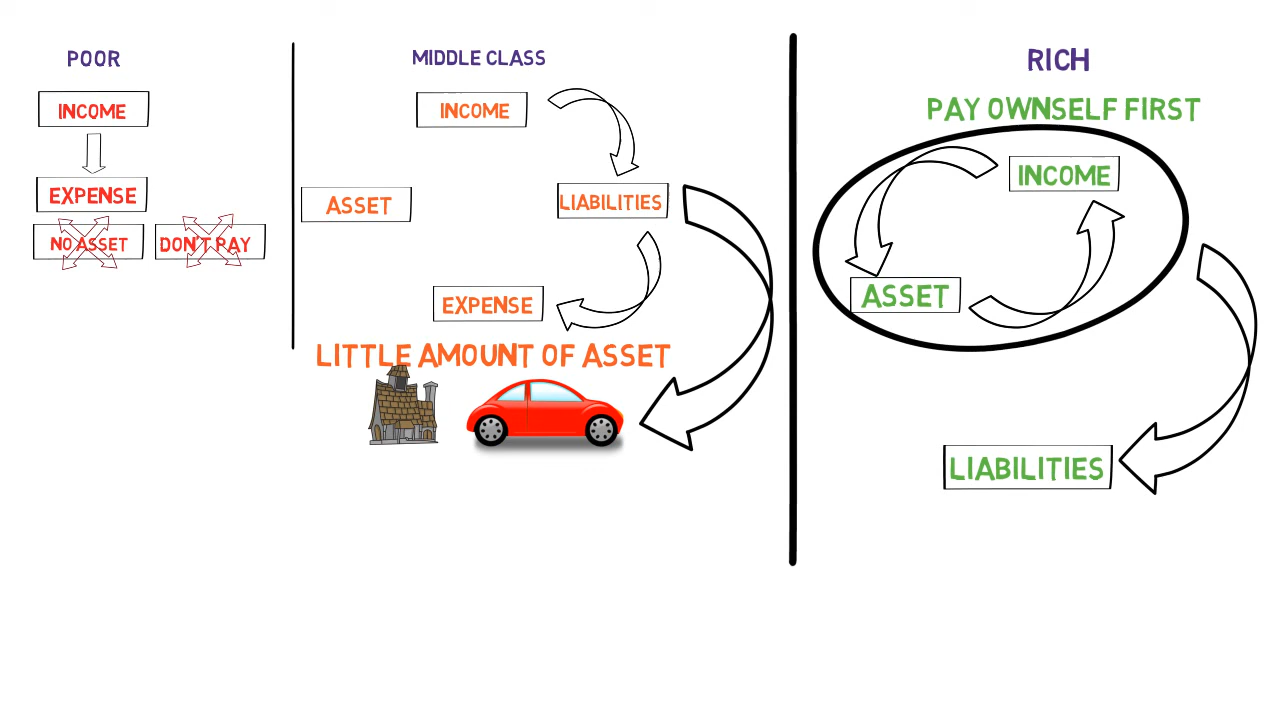 POOR
INCOME
EXPENSE
NO ASSET
DON'T PAY
MIDDLE CLASS
INCOME
ASSET
LIABILITIES
EXPENSE
LITTLE AMOUNT OF ASSET
RICH
PAY OWNSELF FIRST
INCOME
ASSET
LIABILITIES